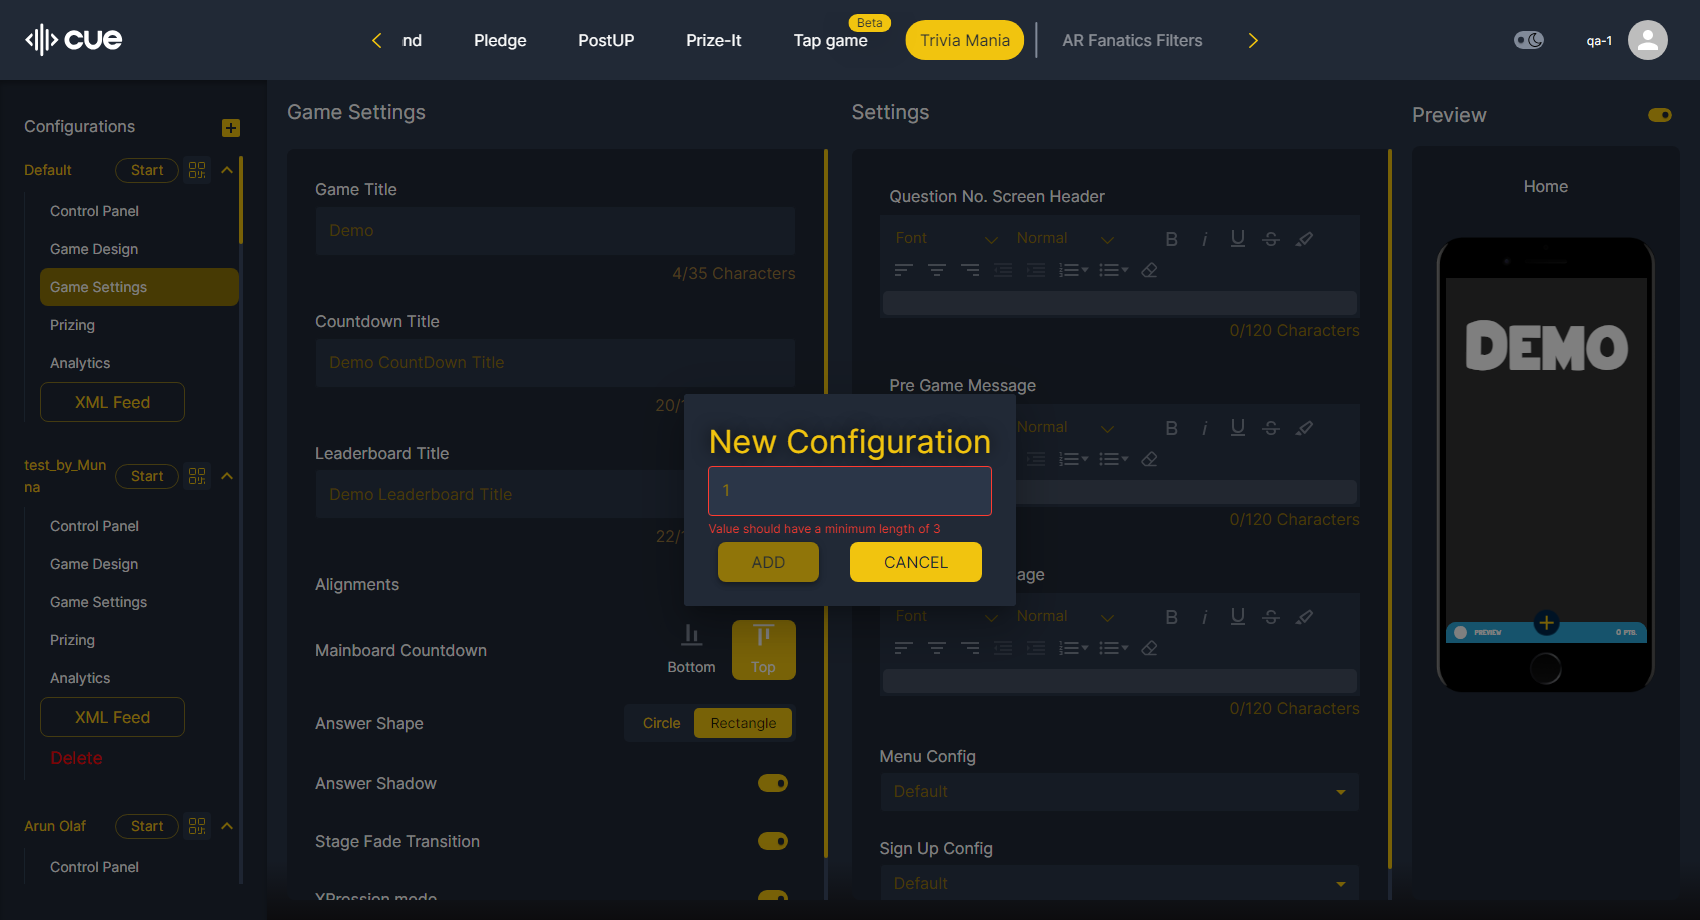 cue
nd
Pledge
PostUP
Prize-It
Tap game
Beta
Trivia Mania
AR Fanatics Filters
qa-1
Configurations
Default
Start
Control Panel
Game Design
Game Settings
Prizing
Analytics
XML Feed
test_by_Mun
na
Start
Control Panel
Game Design
Game Settings
Prizing
Analytics
XML Feed
Delete
Arun Olaf
Start
Control Panel
Game Settings
Game Title
Demo
4/35 Characters
Countdown Title
Demo CountDown Title
20/
Leaderboard Title
Demo Leaderboard Title
22/
Alignments
Mainboard Countdown
Bottom
Top
Answer Shape
Circle
Rectangle
Answer Shadow
Stage Fade Transition
XPression mode
Settings
Question No. Screen Header
Font
Normal
0/120 Characters
Pre Game Message
Normal
0/120 Characters
age
Font
Normal
0/120 Characters
Menu Config
Default
Sign Up Config
Default
New Configuration
1
Value should have a minimum length of 3
ADD
CANCEL
Preview
Home
DEMO
PREVIEW
0 PTS.